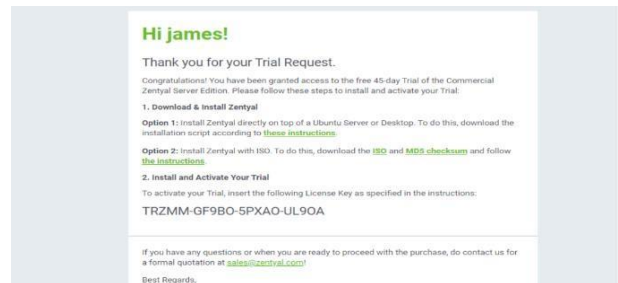 Hi james!
Thank you for your Trial Request.
Congratulations! You have been granted access to the free 45-day Trial of the Commercial
Zentyal Server Edition. Please follow these steps to install and activate your Trial:
1. Download & Install Zentyal
Option 1: Install Zentyal directly on top of a Ubuntu Server or Desktop. To do this, download the
installation script according to these instructions.
Option 2: Install Zentyal with ISO. To do this, download the ISO and MD5 checksum and follow
the instructions.
2. Install and Activate Your Trial
To activate your Trial, insert the following License Key as specified in the instructions:
TRZMM-GF9BO-5PXAO-UL9OA
If you have any questions or when you are ready to proceed with the purchase, do contact us for
a formal quotation at sales@zentyal.com!
Best Regards,